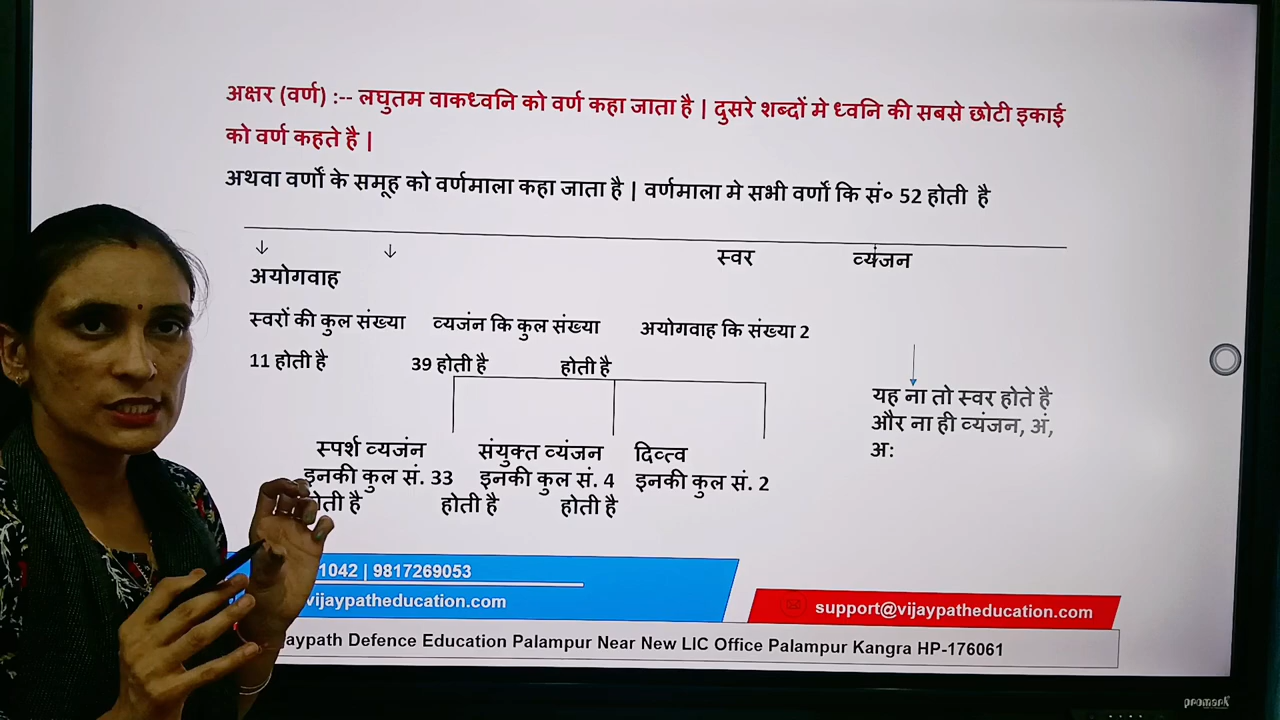 अक्षर (वर्ण) :-- लघुतम वाकध्वनि को वर्ण कहा जाता है | दुसरे शब्दों मे ध्वनि की सबसे छोटी इकाई
को वर्ण कहते है |
अथवा वर्णों के समूह को वर्णमाला कहा जाता है | वर्णमाला मे सभी वर्णों कि सं॰ 52 होती है
स्वर व्यंजन
अयोगवाह
स्वरों की कुल संख्या व्यजंन कि कुल संख्या अयोगवाह कि संख्या 2
11 होती है 39 होती है होती है
यह ना तो स्वर होते है
और ना ही व्यंजन, अं,
अ:
स्पर्श व्यजंन संयुक्त व्यंजन दिव्त्व
इनकी कुल सं. 33 इनकी कुल सं. 4 इनकी कुल सं. 2
होती है होती है होती है
1042 | 9817269053
vijaypatheducation.com
support@vijaypatheducation.com
Defence Education Palampur Near New LIC Office Palampur Kangra HP-176061
promark